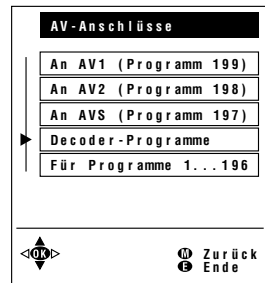 AV-Anschlüsse
An AV1 (Programm 199)
An AV2 (Programm 198)
An AVS (Programm 197)
Decoder-Programme
Für Programme 1...196
OK
M Zurück
E Ende